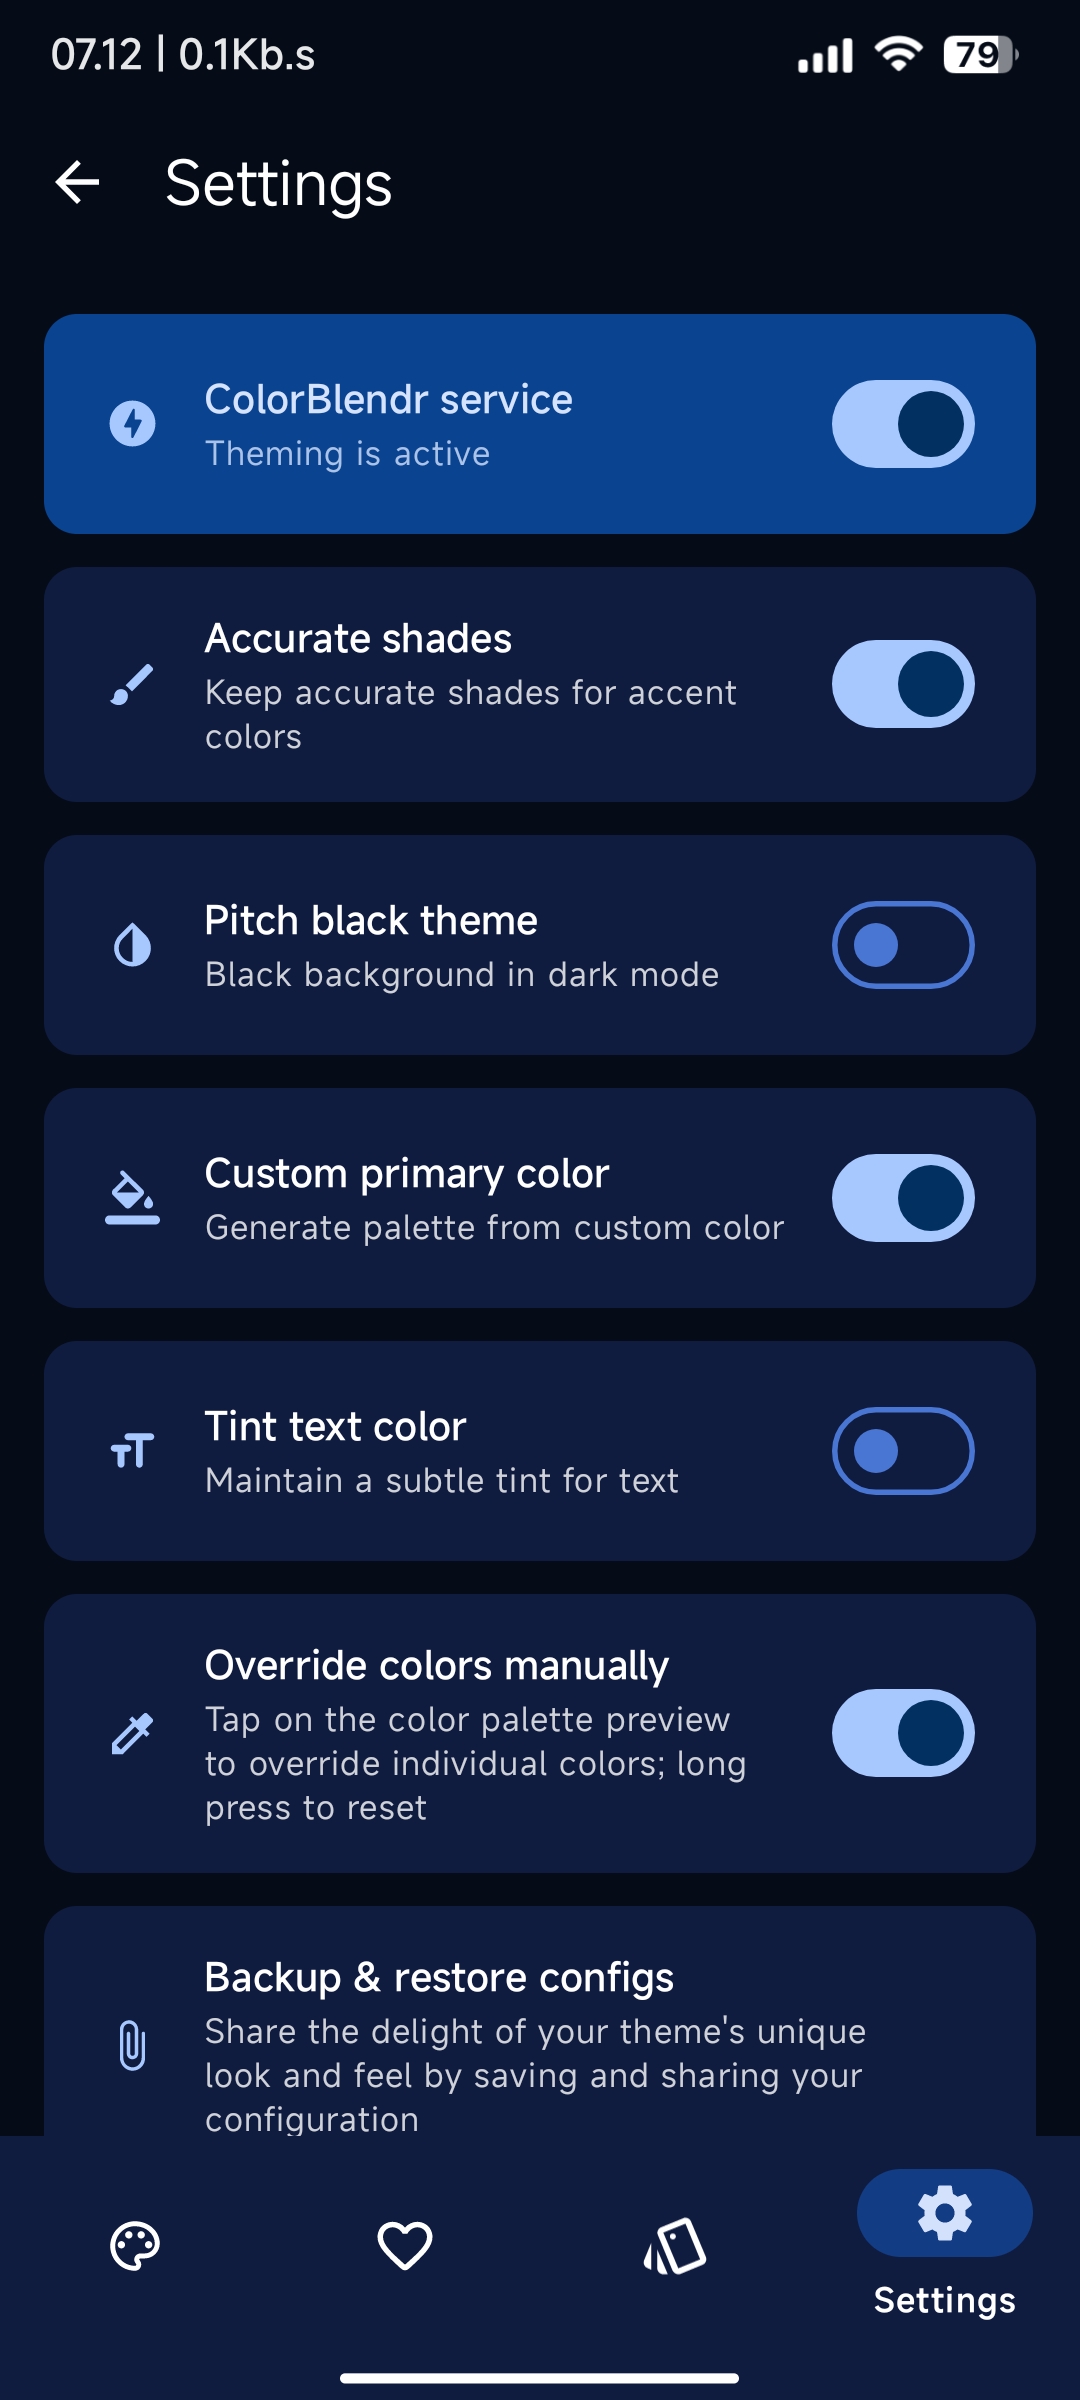 07.12 | 0.1Kb.s
79
Settings
ColorBlendr service
Theming is active
Accurate shades
Keep accurate shades for accent
colors
Pitch black theme
Black background in dark mode
Custom primary color
Generate palette from custom color
Tint text color
Maintain a subtle tint for text
Override colors manually
Tap on the color palette preview
to override individual colors; long
press to reset
Backup & restore configs
Share the delight of your theme's unique
look and feel by saving and sharing your
configuration
Settings